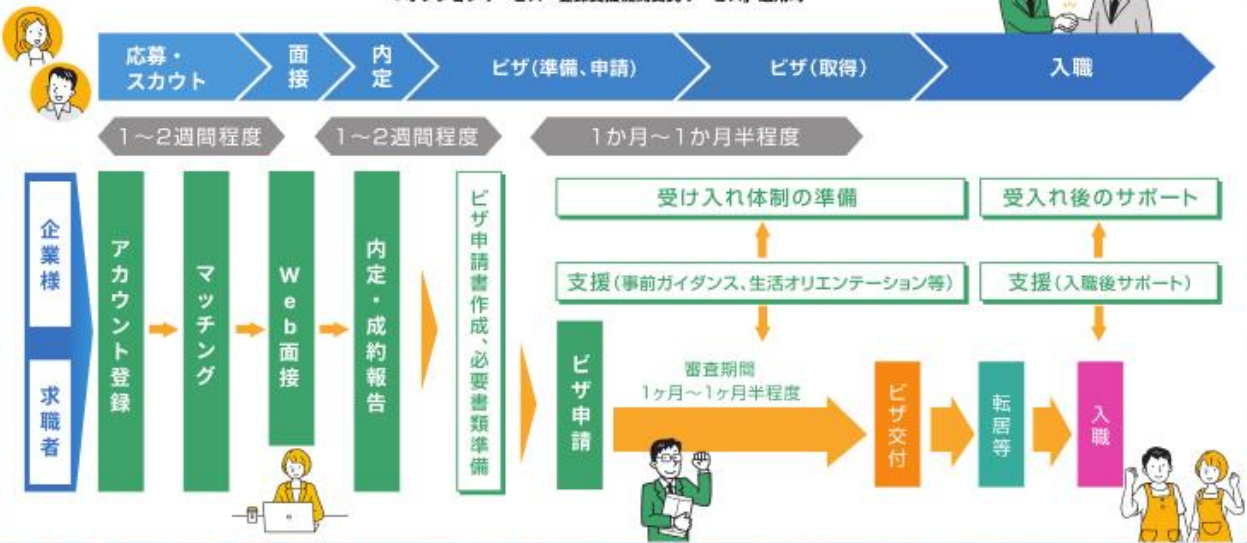 応募・
スカウト
面接
内定
ビザ(準備、申請)
ビザ(取得)
入職
1～2週間程度
1～2週間程度
1か月～1か月半程度
企業様
求職者
アカウント登録
マッチング
Web面接
内定・成約報告
ビザ申請書作成、必要書類準備
受け入れ体制の準備
受入れ後のサポート
支援(事前ガイダンス、生活オリエンテーション等)
支援(入職後サポート)
ビザ申請
審査期間
1ヶ月～1ヶ月半程度
ビザ交付
転居等
入職